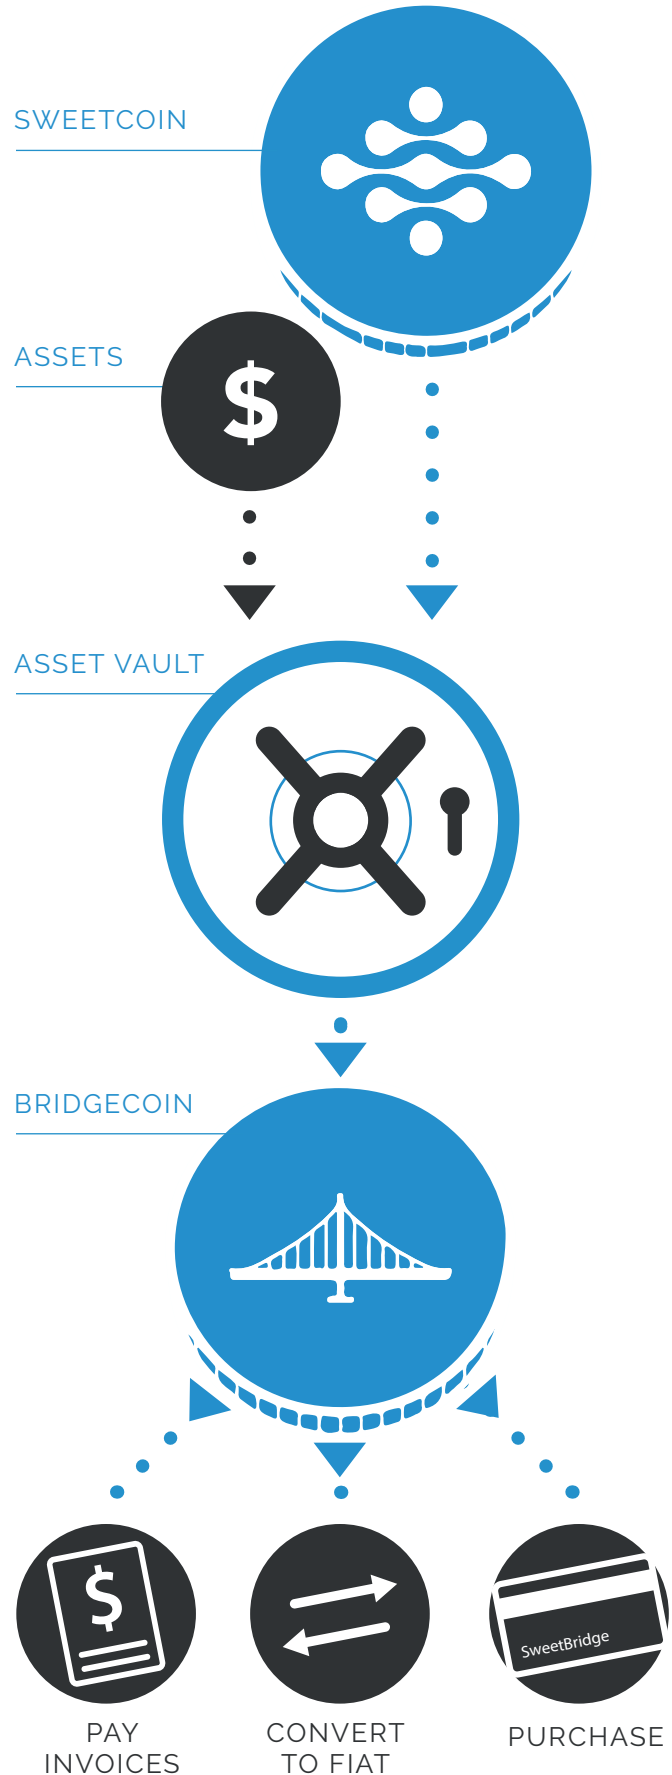 SWEETCOIN
ASSETS
$
ASSET VAULT
BRIDGECOIN
$
SweetBridge
PAY
INVOICES
CONVERT
TO FIAT
PURCHASE